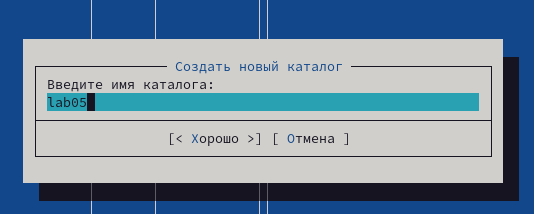 Создать новый каталог
Введите имя каталога:
lab05
[< Хорошо >] [ Отмена ]